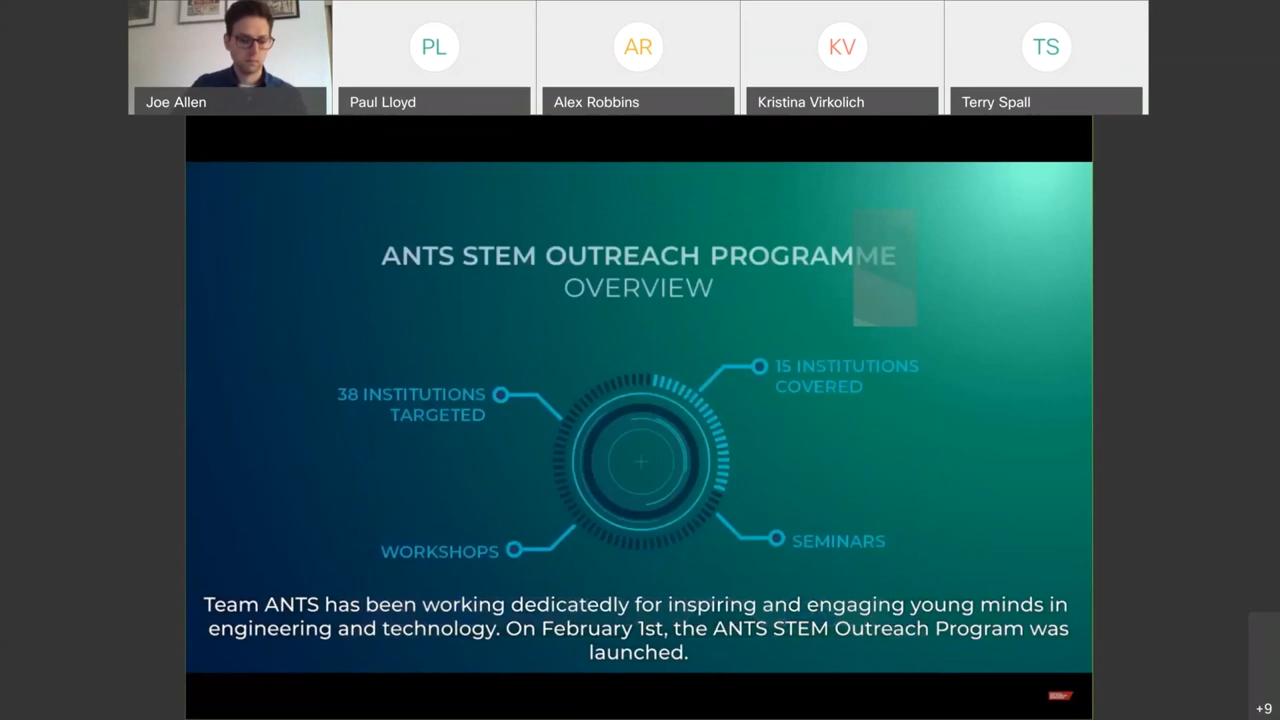 PL
AR
KV
TS
Joe Allen
Paul Lloyd
Alex Robbins
Kristina Virkolich
Terry Spall
ANTS STEM OUTREACH PROGRAMME
OVERVIEW
15 INSTITUTIONS
COVERED
38 INSTITUTIONS
TARGETED
WORKSHOPS
SEMINARS
Team ANTS has been working dedicatedly for inspiring and engaging young minds in
engineering and technology. On February 1st, the ANTS STEM Outreach Program was
launched.
+9